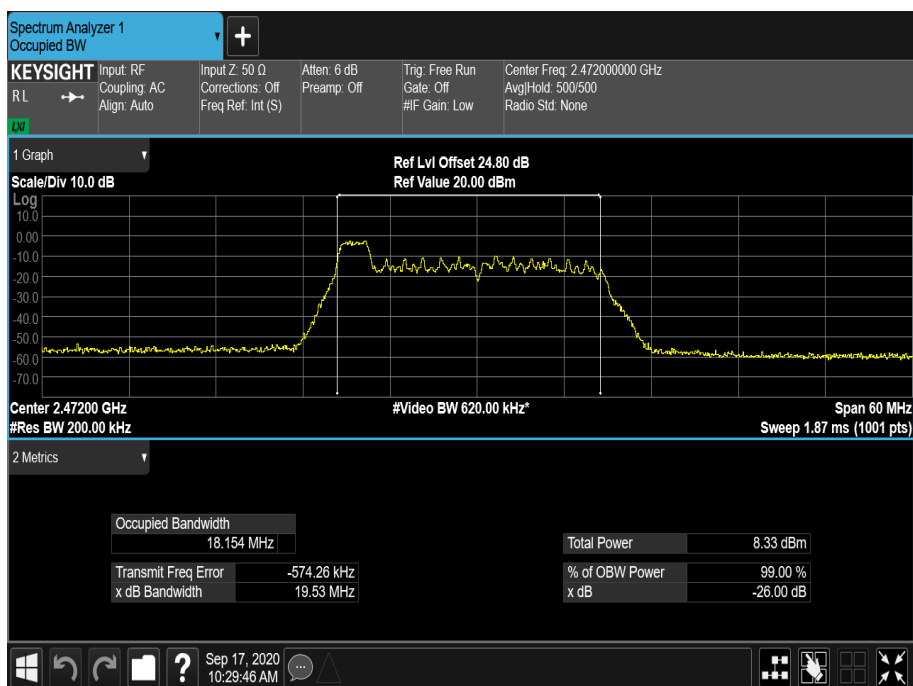 Spectrum Analyzer 1
Occupied BW
+
KEYSIGHT
RL
LXI
Input: RF
Coupling: AC
Align: Auto
Input Z: 50 Ω
Corrections: Off
Freq Ref: Int (S)
Atten: 6 dB
Preamp: Off
Trig: Free Run
Gate: Off
#IF Gain: Low
Center Freq: 2.472000000 GHz
Avg|Hold: 500/500
Radio Std: None
1 Graph
Scale/Div 10.0 dB
Ref Lvl Offset 24.80 dB
Ref Value 20.00 dBm
Log
10.0
0.00
-10.0
-20.0
-30.0
-40.0
-50.0
-60.0
-70.0
Center 2.47200 GHz
#Video BW 620.00 kHz*
Span 60 MHz
#Res BW 200.00 kHz
Sweep 1.87 ms (1001 pts)
2 Metrics
Occupied Bandwidth
18.154 MHz
Total Power 8.33 dBm
Transmit Freq Error -574.26 kHz
% of OBW Power 99.00 %
x dB Bandwidth 19.53 MHz
x dB -26.00 dB
?
Sep 17, 2020
10:29:46 AM